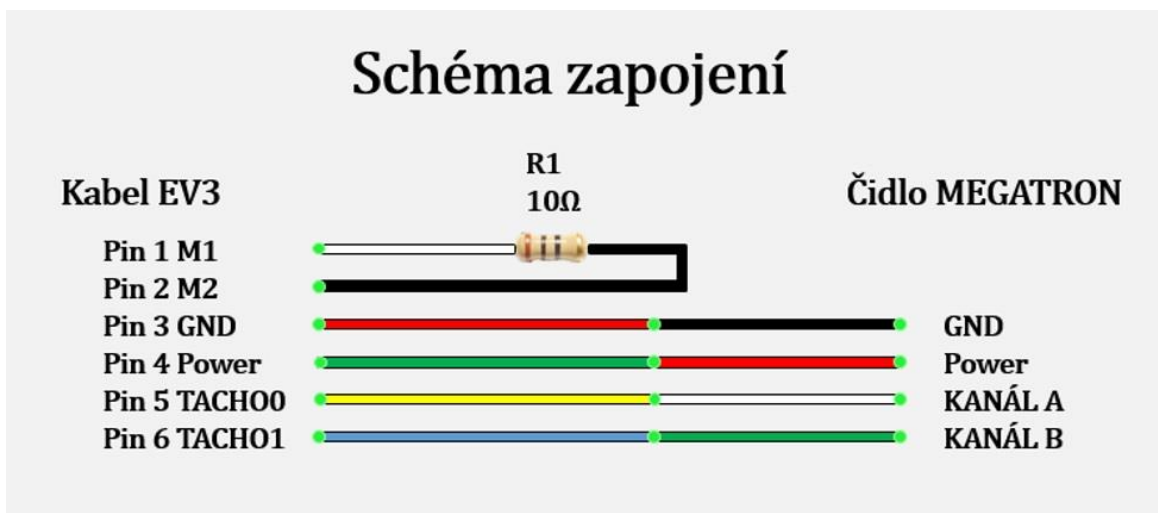 Schéma zapojení
R1
10Ω
Kabel EV3
Čidlo MEGATRON
Pin 1 M1
Pin 2 M2
Pin 3 GND
GND
Pin 4 Power
Power
Pin 5 TACHO0
KANÁL A
Pin 6 TACHO1
KANÁL B